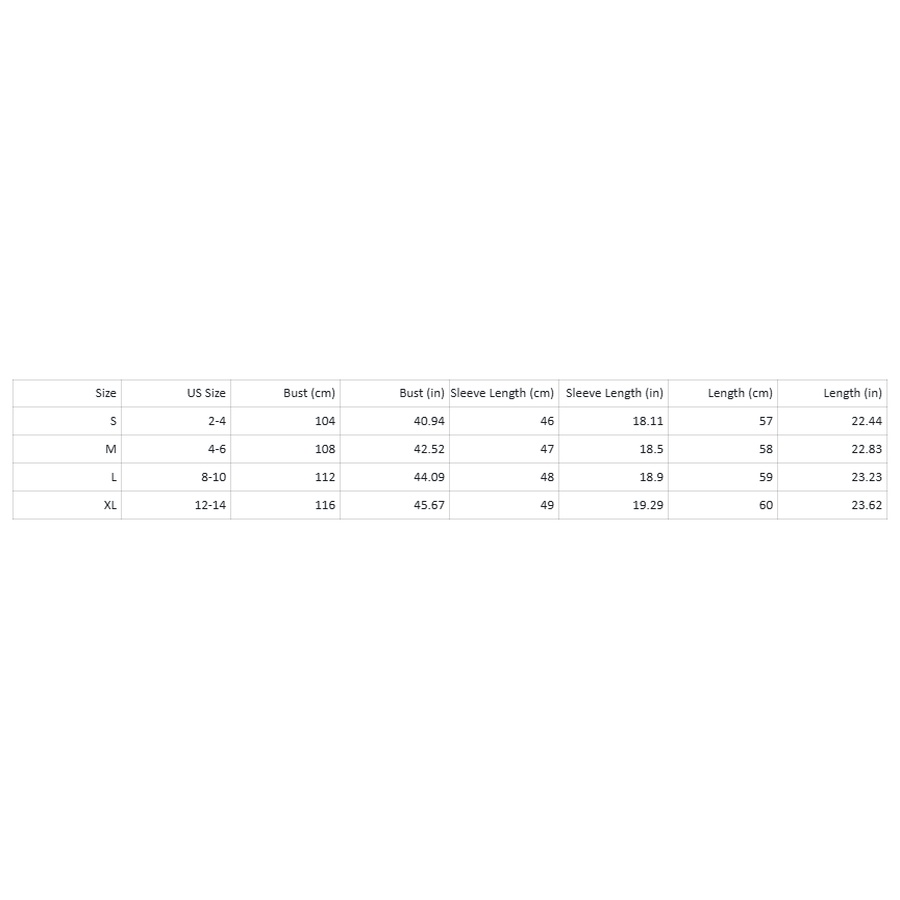 Size US Size Bust (cm) Bust (in) Sleeve Length (cm) Sleeve Length (in) Length (cm) Length (in)
S 2-4 104 40.94 46 18.11 57 22.44
M 4-6 108 42.52 47 18.5 58 22.83
L 8-10 112 44.09 48 18.9 59 23.23
XL 12-14 116 45.67 49 19.29 60 23.62